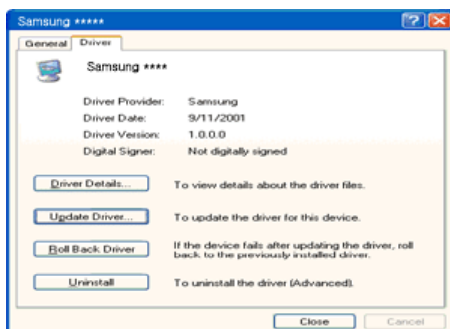 Samsung *****
General Driver
Samsung ****
Driver Provider: Samsung
Driver Date: 9/11/2001
Driver Version: 1.0.0.0
Digital Signer: Not digitally signed
Driver Details... To view details about the driver files.
Update Driver... To update the driver for this device.
Roll Back Driver If the device fails after updating the driver, roll
back to the previously installed driver.
Uninstall To uninstall the driver (Advanced).
Close Cancel